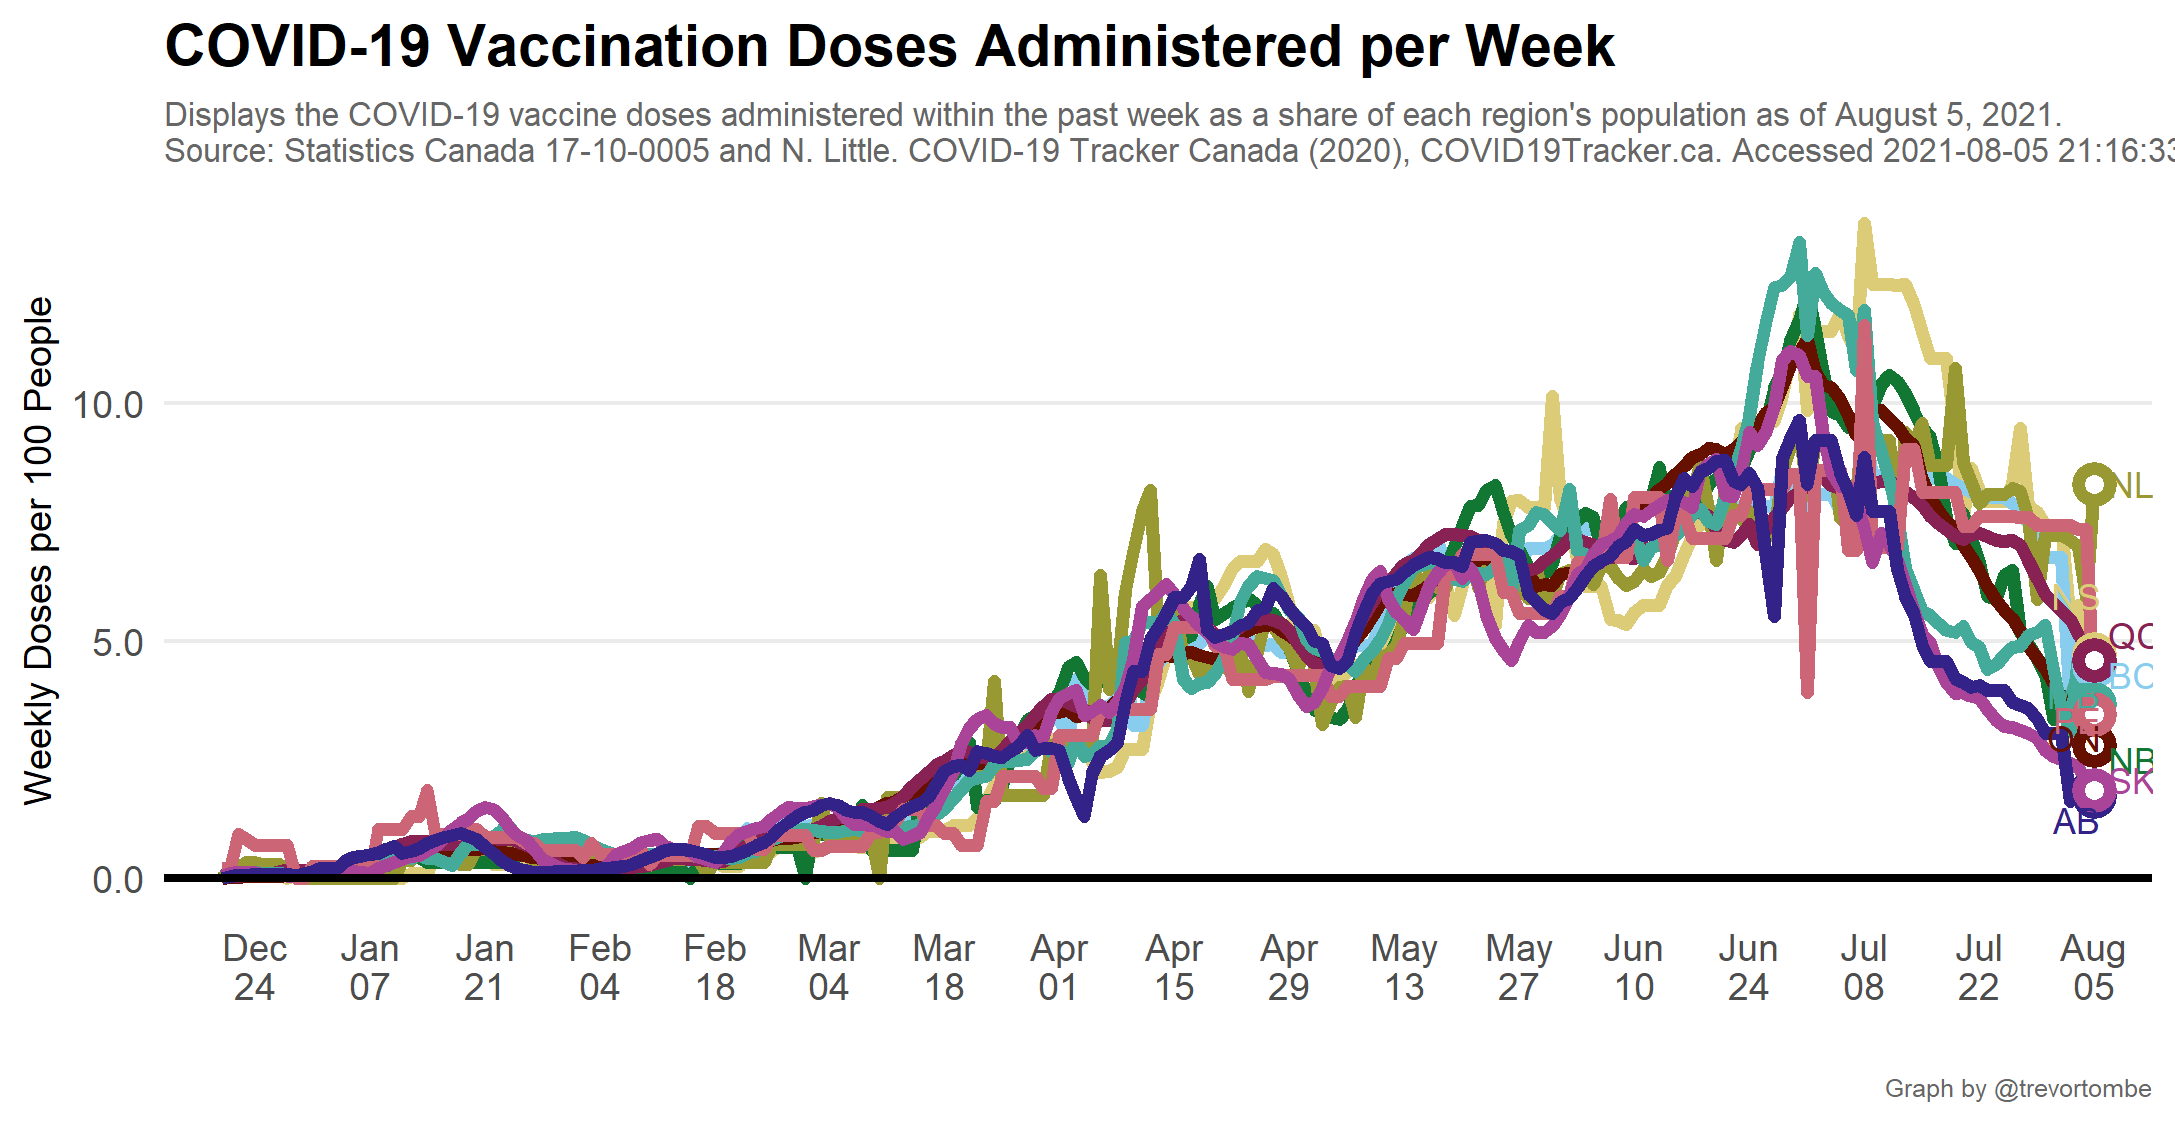 COVID-19 Vaccination Doses Administered per Week
Displays the COVID-19 vaccine doses administered within the past week as a share of each region's population as of August 5, 2021.
Source: Statistics Canada 17-10-0005 and N. Little. COVID-19 Tracker Canada (2020), COVID19Tracker.ca. Accessed 2021-08-05 21:16:33
Weekly Doses per 100 People
10.0
5.0
0.0
NL
NS
QC
BC
NB
SK
AB
Dec 24
Jan 07
Jan 21
Feb 04
Feb 18
Mar 04
Mar 18
Apr 01
Apr 15
Apr 29
May 13
May 27
Jun 10
Jun 24
Jul 08
Jul 22
Aug 05
Graph by @trevortombe